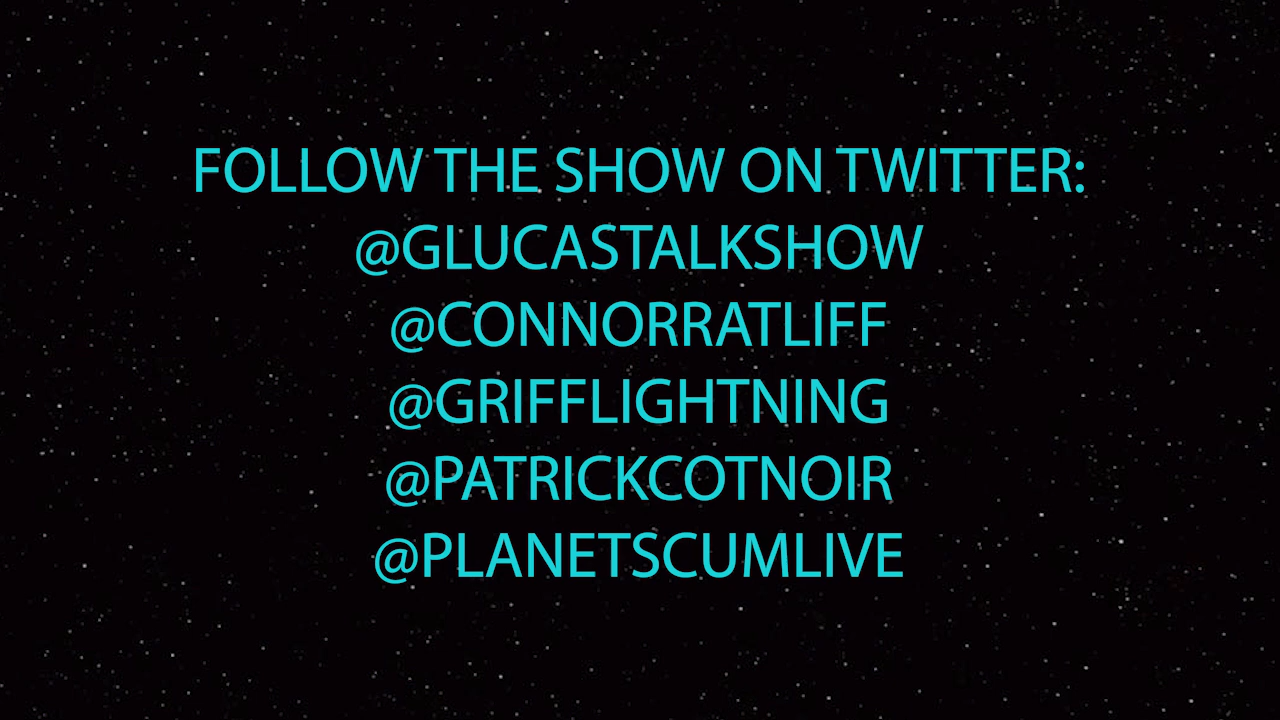 FOLLOW THE SHOW ON TWITTER:
@GLUCASTALKSHOW
@CONNORRATLIFF
@GRIFFLIGHTNING
@PATRICKCOTNOIR
@PLANETSCUMLIVE